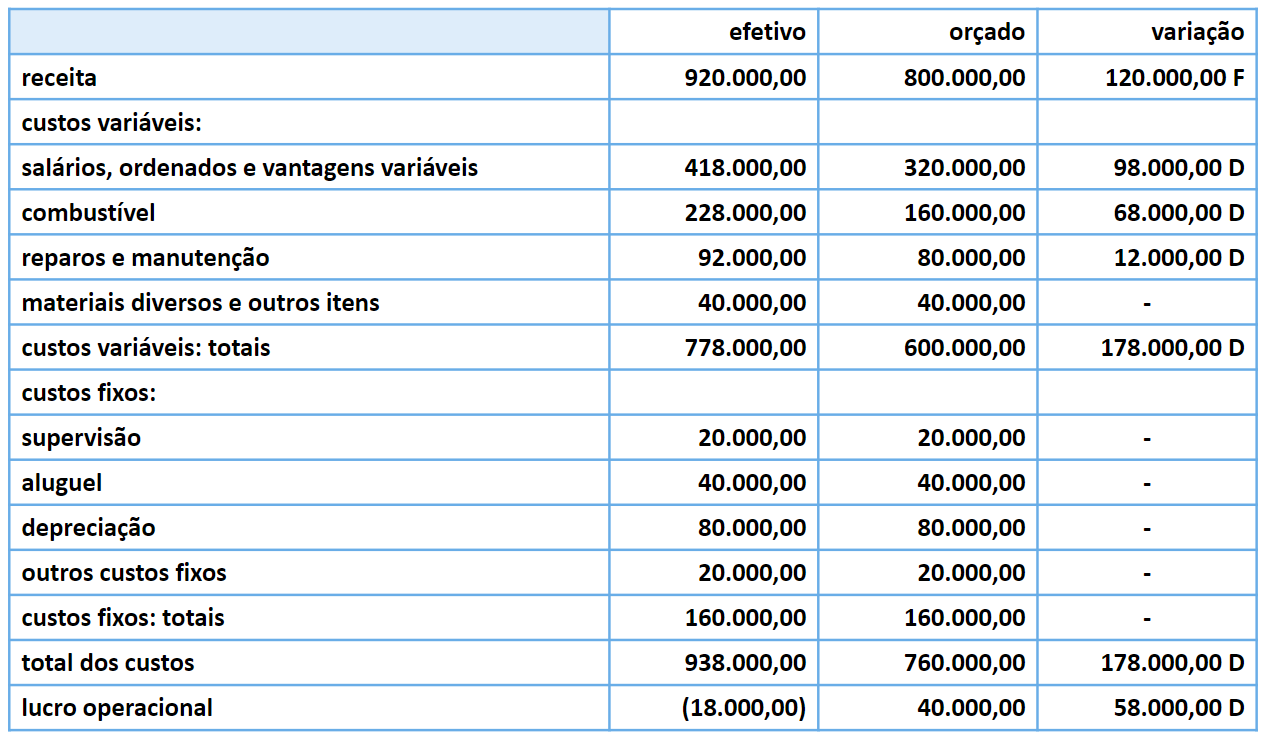 efetivo orçado variação
receita 920.000,00 800.000,00 120.000,00 F
custos variáveis:
salários, ordenados e vantagens variáveis 418.000,00 320.000,00 98.000,00 D
combustível 228.000,00 160.000,00 68.000,00 D
reparos e manutenção 92.000,00 80.000,00 12.000,00 D
materiais diversos e outros itens 40.000,00 40.000,00 -
custos variáveis: totais 778.000,00 600.000,00 178.000,00 D
custos fixos:
supervisão 20.000,00 20.000,00 -
aluguel 40.000,00 40.000,00 -
depreciação 80.000,00 80.000,00 -
outros custos fixos 20.000,00 20.000,00 -
custos fixos: totais 160.000,00 160.000,00 -
total dos custos 938.000,00 760.000,00 178.000,00 D
lucro operacional (18.000,00) 40.000,00 58.000,00 D